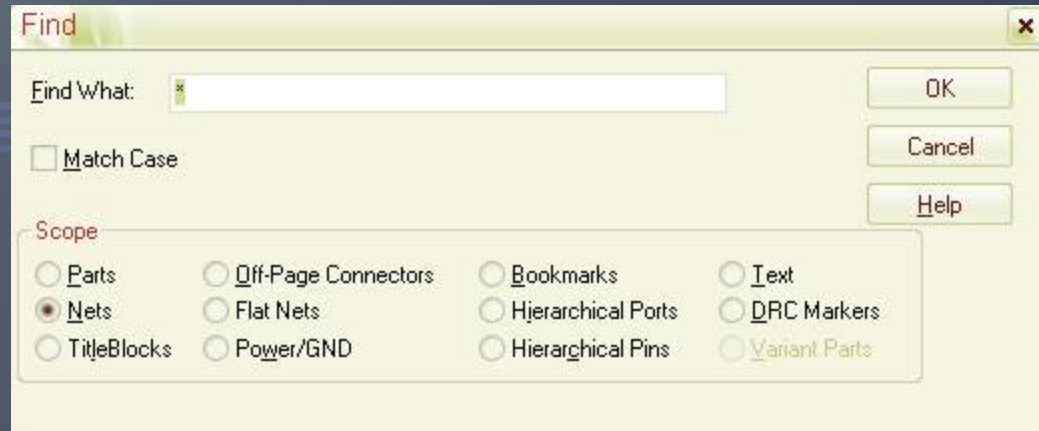 Find
Find What: * OK
Match Case Cancel
Help
Scope
Parts Off-Page Connectors Bookmarks Text
Nets Flat Nets Hierarchical Ports DRC Markers
TitleBlocks Power/GND Hierarchical Pins Variant Parts